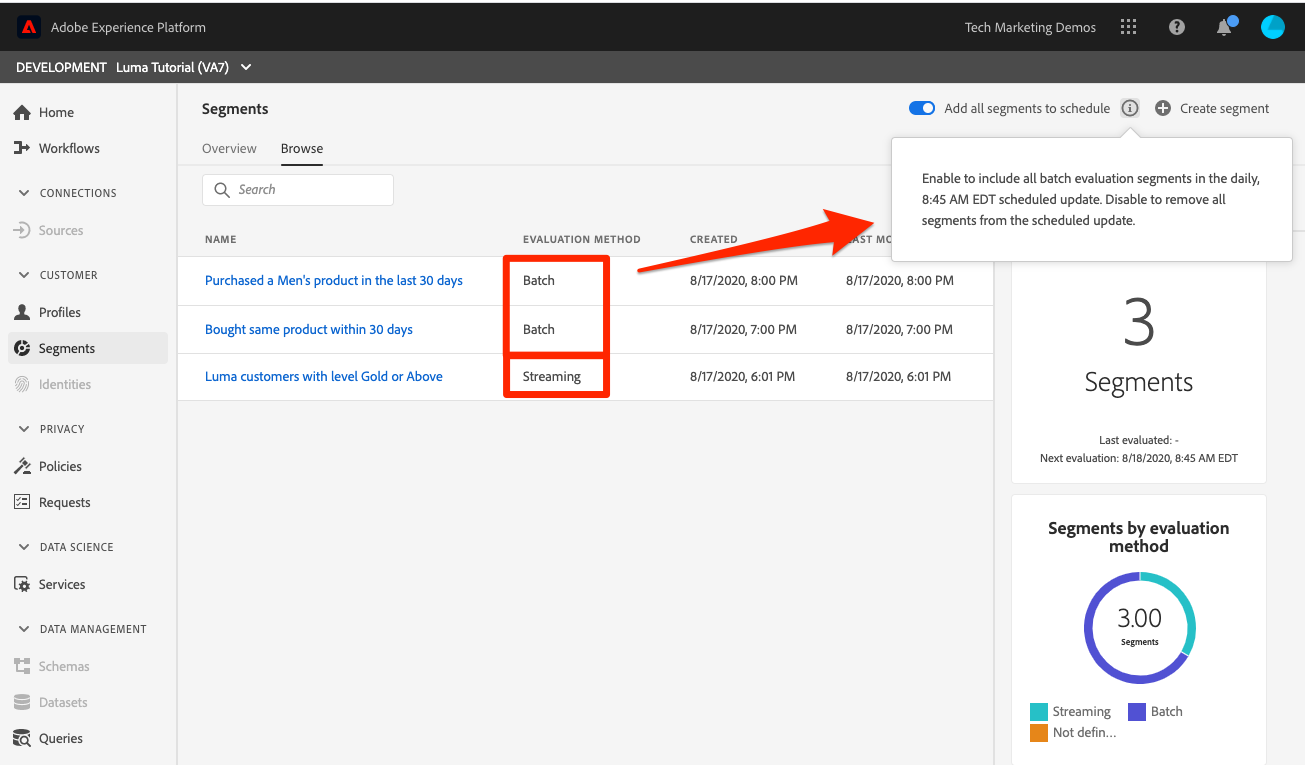 Adobe Experience Platform
Tech Marketing Demos
DEVELOPMENT Luma Tutorial (VA7)
Home
Workflows
CONNECTIONS
Sources
CUSTOMER
Profiles
Segments
Identities
PRIVACY
Policies
Requests
DATA SCIENCE
Services
DATA MANAGEMENT
Schemas
Datasets
Queries
Segments
Add all segments to schedule
Create segment
Overview Browse
Search
Enable to include all batch evaluation segments in the daily,
8:45 AM EDT scheduled update. Disable to remove all
segments from the scheduled update.
NAME EVALUATION METHOD CREATED
Purchased a Men's product in the last 30 days Batch 8/17/2020, 8:00 PM 8/17/2020, 8:00 PM
Bought same product within 30 days Batch 8/17/2020, 7:00 PM 8/17/2020, 7:00 PM
Luma customers with level Gold or Above Streaming 8/17/2020, 6:01 PM 8/17/2020, 6:01 PM
3
Segments
Last evaluated: -
Next evaluation: 8/18/2020, 8:45 AM EDT
Segments by evaluation
method
3.00
Segments
Streaming Batch
Not defin...